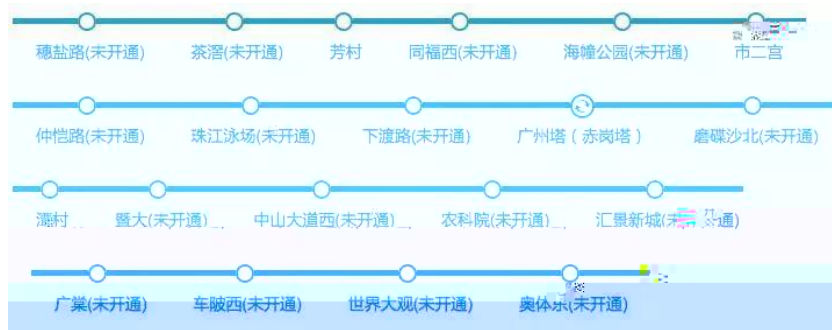 穗盐路(未开通) 茶滘(未开通) 芳村 同福西(未开通) 海幢公园(未开通) 市二宫
仲恺路(未开通) 珠江泳场(未开通) 下渡路(未开通) 广州塔（赤岗塔） 磨碟沙北(未开通)
村 暨大(未开通) 中山大道西(未开通) 农科院(未开通) 汇景新城(未开通)
广棠(未开通) 车陂西(未开通) 世界大观(未开通) 奥体东(未开通)